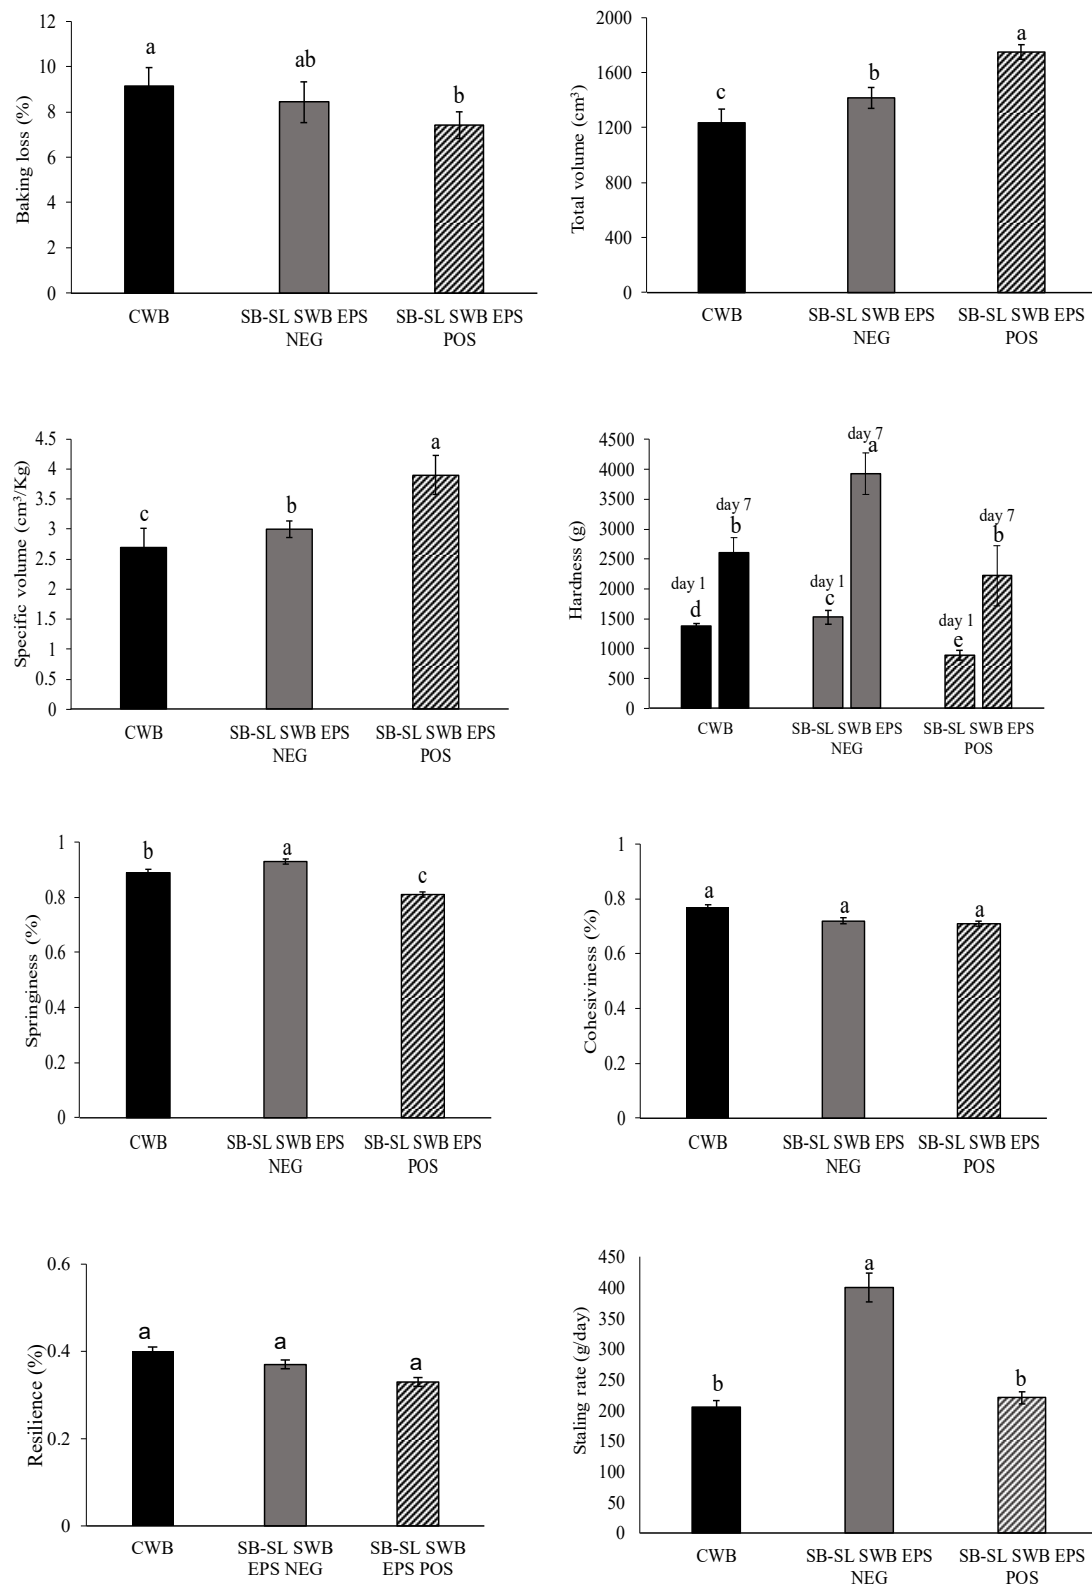 Baking loss (%)
12
10
8
6
4
2
0
a
ab
b
CWB
SB-SL SWB EPS
NEG
SB-SL SWB EPS
POS
Total volume (cm³)
2000
1600
1200
800
400
0
c
b
a
CWB
SB-SL SWB EPS
NEG
SB-SL SWB EPS
POS
Specific volume (cm³/Kg)
4.5
4
3.5
3
2.5
2
1.5
1
0.5
0
c
b
a
CWB
SB-SL SWB EPS
NEG
SB-SL SWB EPS
POS
Hardness (g)
4500
4000
3500
3000
2500
2000
1500
1000
500
0
day 1
d
day 7
b
day 1
c
day 7
a
day 1
e
day 7
b
CWB
SB-SL SWB EPS
NEG
SB-SL SWB EPS
POS
Springiness (%)
1
0.8
0.6
0.4
0.2
0
b
a
c
CWB
SB-SL SWB EPS
NEG
SB-SL SWB EPS
POS
Cohesiviness (%)
1
0.8
0.6
0.4
0.2
0
a
a
a
CWB
SB-SL SWB EPS
NEG
SB-SL SWB EPS
POS
Resilience (%)
0.6
0.4
0.2
0
a
a
a
CWB
SB-SL SWB
EPS NEG
SB-SL SWB
EPS POS
Staling rate (g/day)
450
400
350
300
250
200
150
100
50
0
b
a
b
CWB
SB-SL SWB EPS
NEG
SB-SL SWB EPS
POS